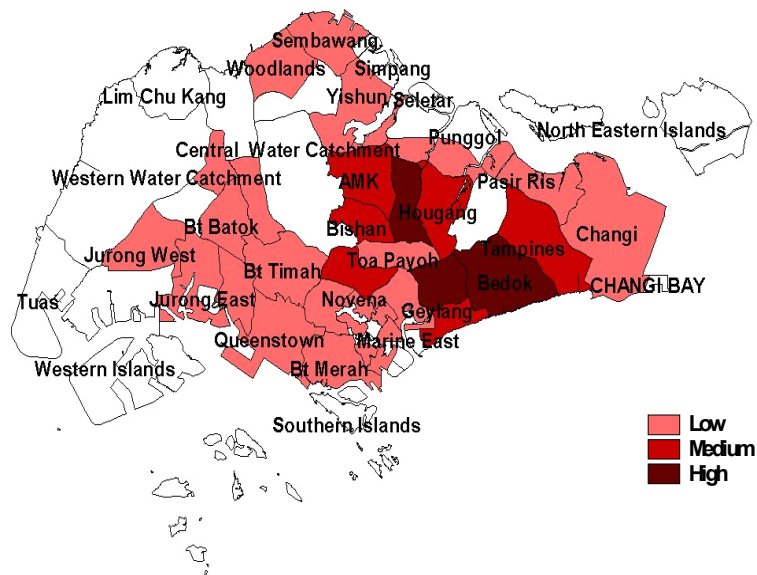 Sembawang
Woodlands
Simpang
Lim Chu Kang
Yishun
Seletar
Punggol
North Eastern Islands
Central Water Catchment
Western Water Catchment
AMK
Pasir Ris
Hougang
Bt Batok
Bishan
Changi
Jurong West
Toa Payoh
Tampines
Bt Timah
Bedok
CHANGI BAY
Tuas
Jurong East
Novena
Geylang
Queenstown
Marine East
Western Islands
Bt Merah
Southern Islands
Low
Medium
High